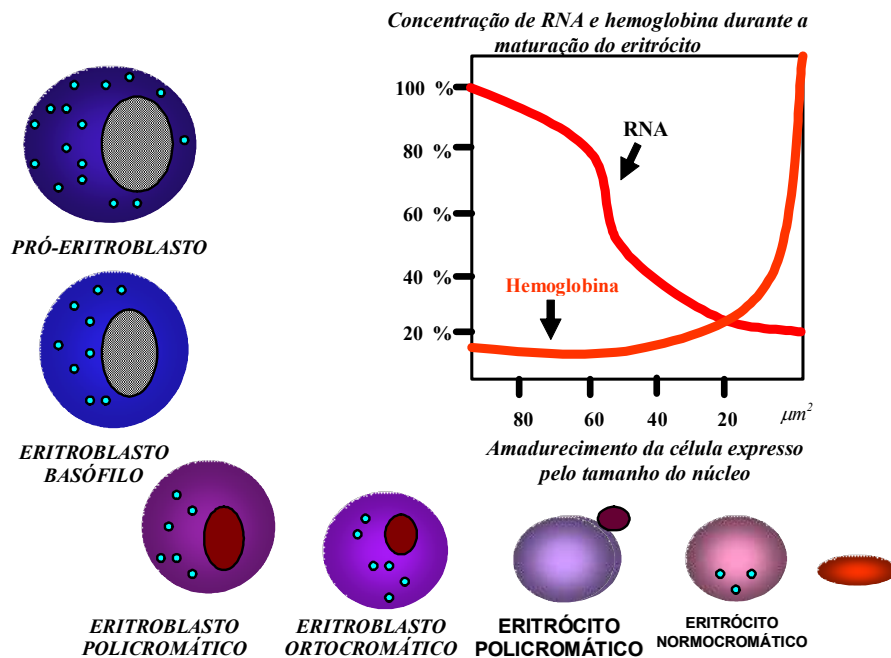 Concentração de RNA e hemoglobina durante a
maturação do eritrócito
100 %
80 %
60 %
40 %
20 %
RNA
Hemoglobina
80
60
40
20
µm²
Amadurecimento da célula expresso
pelo tamanho do núcleo
PRÓ-ERITROBLASTO
ERITROBLASTO
BASÓFILO
ERITROBLASTO
POLICROMÁTICO
ERITROBLASTO
ORTOCROMÁTICO
ERITRÓCITO
POLICROMÁTICO
ERITRÓCITO
NORMOCROMÁTICO